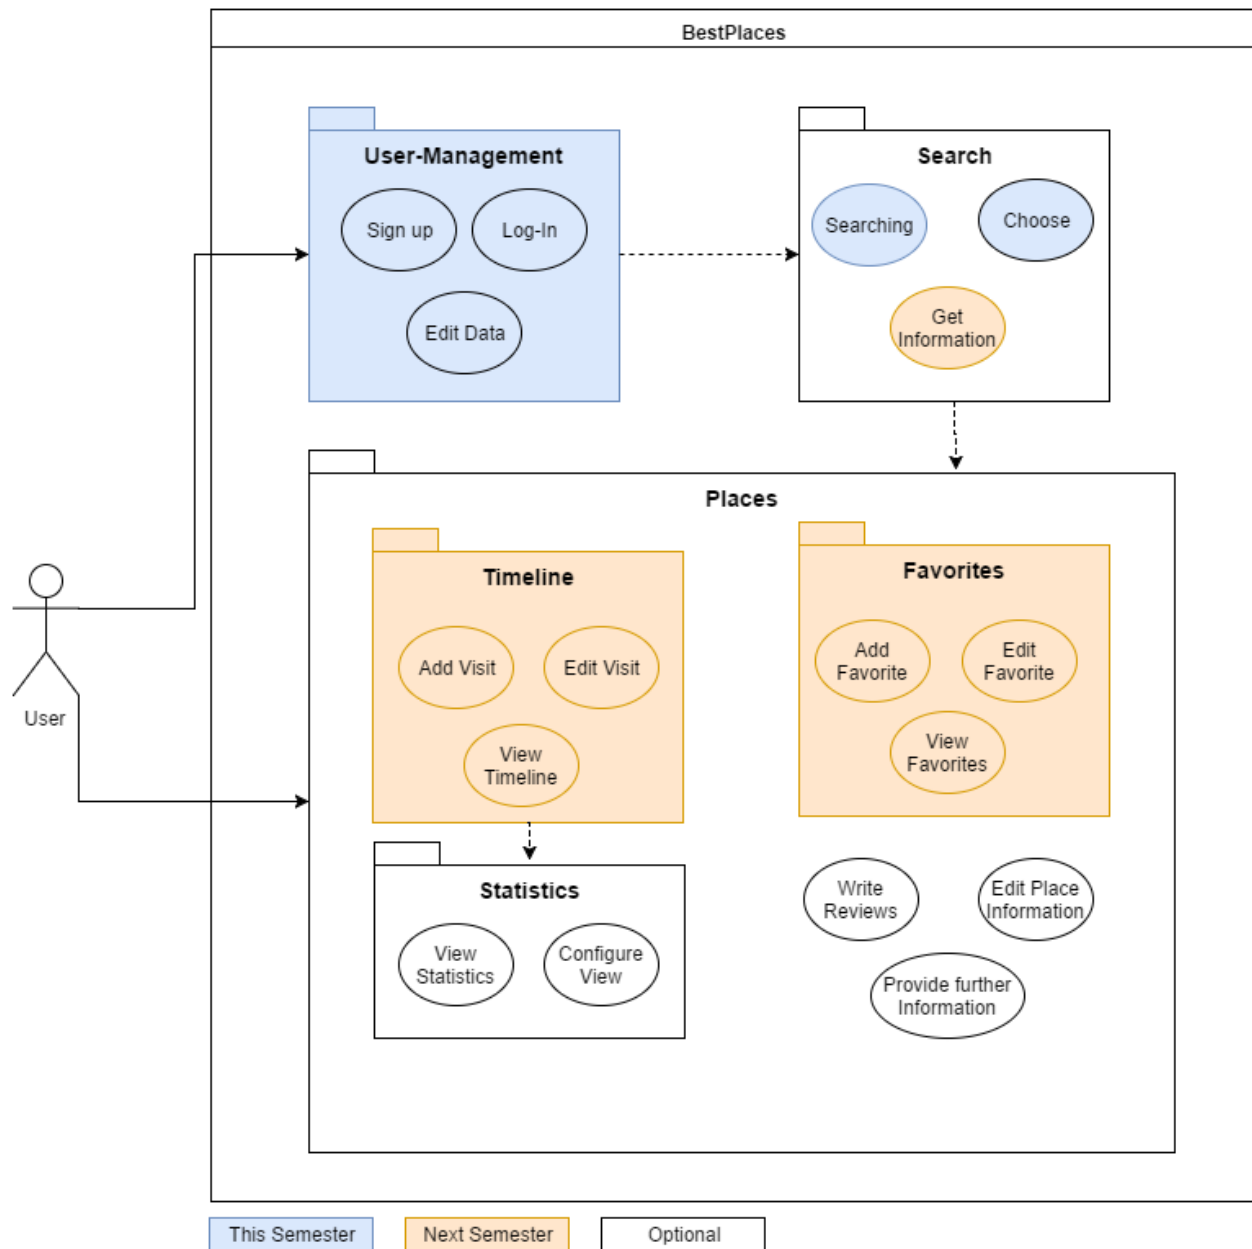 BestPlaces
User-Management
Sign up
Log-In
Edit Data
Search
Searching
Choose
Get
Information
Places
Timeline
Add Visit
Edit Visit
View
Timeline
Favorites
Add
Favorite
Edit
Favorite
View
Favorites
User
Statistics
View
Statistics
Configure
View
Write
Reviews
Edit Place
Information
Provide further
Information
This Semester
Next Semester
Optional